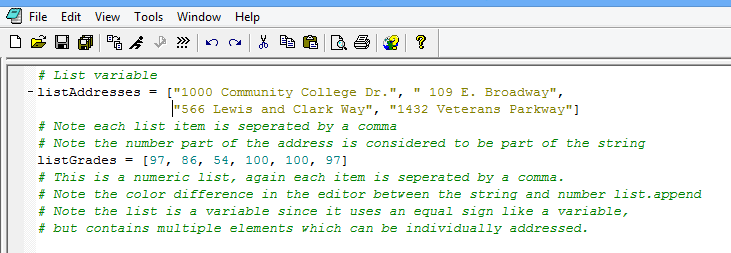 File Edit View Tools Window Help
# List variable
listAddresses = ["1000 Community College Dr.", " 109 E. Broadway",
"566 Lewis and Clark Way", "1432 Veterans Parkway"]
# Note each list item is seperated by a comma
# Note the number part of the address is considered to be part of the string
listGrades = [97, 86, 54, 100, 100, 97]
# This is a numeric list, again each item is seperated by a comma.
# Note the color difference in the editor between the string and number list.append
# Note the list is a variable since it uses an equal sign like a variable,
# but contains multiple elements which can be individually addressed.